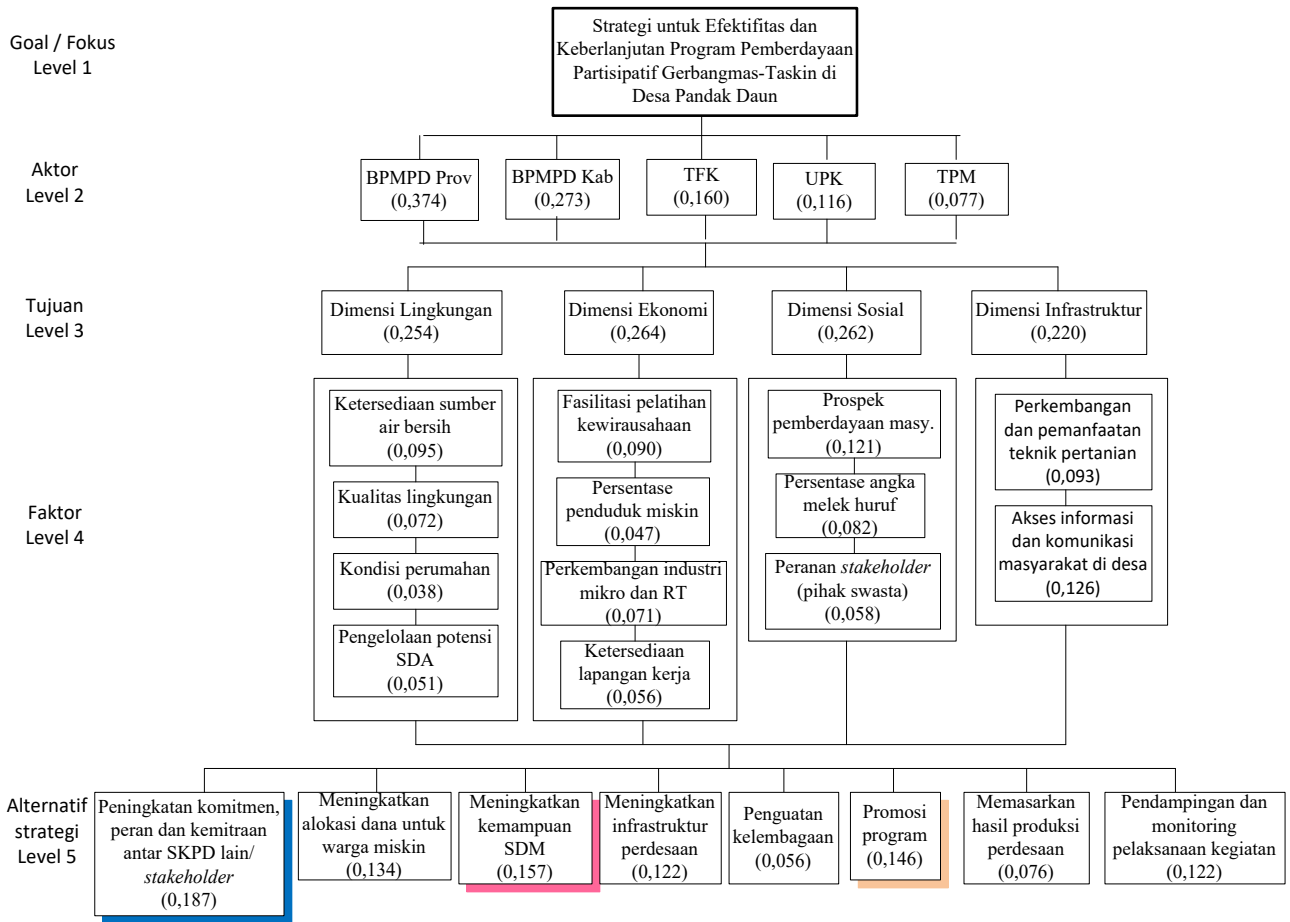 Goal / Fokus
Level 1
Strategi untuk Efektifitas dan
Keberlanjutan Program Pemberdayaan
Partisipatif Gerbangmas-Taskin di
Desa Pandak Daun
Aktor
Level 2
BPMPD Prov
(0,374)
BPMPD Kab
(0,273)
TFK
(0,160)
UPK
(0,116)
TPM
(0,077)
Tujuan
Level 3
Dimensi Lingkungan
(0,254)
Dimensi Ekonomi
(0,264)
Dimensi Sosial
(0,262)
Dimensi Infrastruktur
(0,220)
Faktor
Level 4
Ketersediaan sumber
air bersih
(0,095)
Kualitas lingkungan
(0,072)
Kondisi perumahan
(0,038)
Pengelolaan potensi
SDA
(0,051)
Fasilitasi pelatihan
kewirausahaan
(0,090)
Persentase
penduduk miskin
(0,047)
Perkembangan industri
mikro dan RT
(0,071)
Ketersediaan
lapangan kerja
(0,056)
Prospek
pemberdayaan masy.
(0,121)
Persentase angka
melek huruf
(0,082)
Peranan stakeholder
(pihak swasta)
(0,058)
Perkembangan
dan pemanfaatan
teknik pertanian
(0,093)
Akses informasi
dan komunikasi
masyarakat di desa
(0,126)
Alternatif
strategi
Level 5
Peningkatan komitmen,
peran dan kemitraan
antar SKPD lain/
stakeholder
(0,187)
Meningkatkan
alokasi dana untuk
warga miskin
(0,134)
Meningkatkan
kemampuan
SDM
(0,157)
Meningkatkan
infrastruktur
perdesaan
(0,122)
Penguatan
kelembagaan
(0,056)
Promosi
program
(0,146)
Memasarkan
hasil produksi
perdesaan
(0,076)
Pendampingan dan
monitoring
pelaksanaan kegiatan
(0,122)